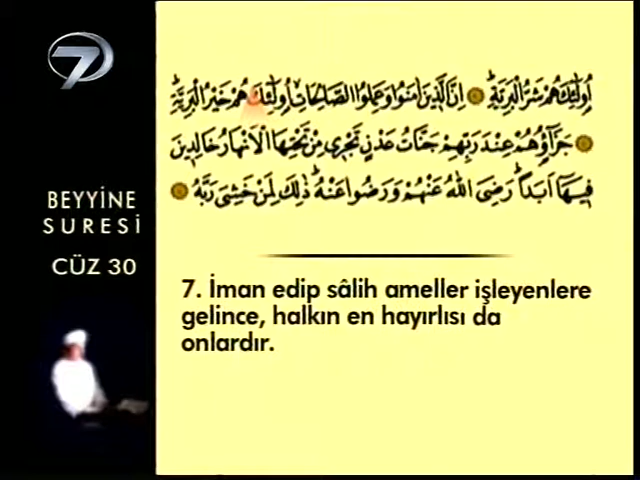 7
اُولٰٓئِكَ هُمْ شَرُّ الْبَرِيَّةِ اِنَّ الَّذِينَ اٰمَنُوا وَعَمِلُوا الصَّالِحَاتِ اُولٰٓئِكَ هُمْ خَيْرُ الْبَرِيَّةِ
جَزَٓاؤُ۬هُمْ عِنْدَ رَبِّهِمْ جَنَّاتُ عَدْنٍ تَجْرِي مِنْ تَحْتِهَا الْاَنْهَارُ خَالِدِينَ
فِيهَٓا اَبَدًا رَضِيَ اللّٰهُ عَنْهُمْ وَرَضُوا عَنْهُ ذٰلِكَ لِمَنْ خَشِيَ رَبَّهُ
BEYYİNE
SURESİ
CÜZ 30
7. İman edip sâlih ameller işleyenlere
gelince, halkın en hayırlısı da
onlardır.